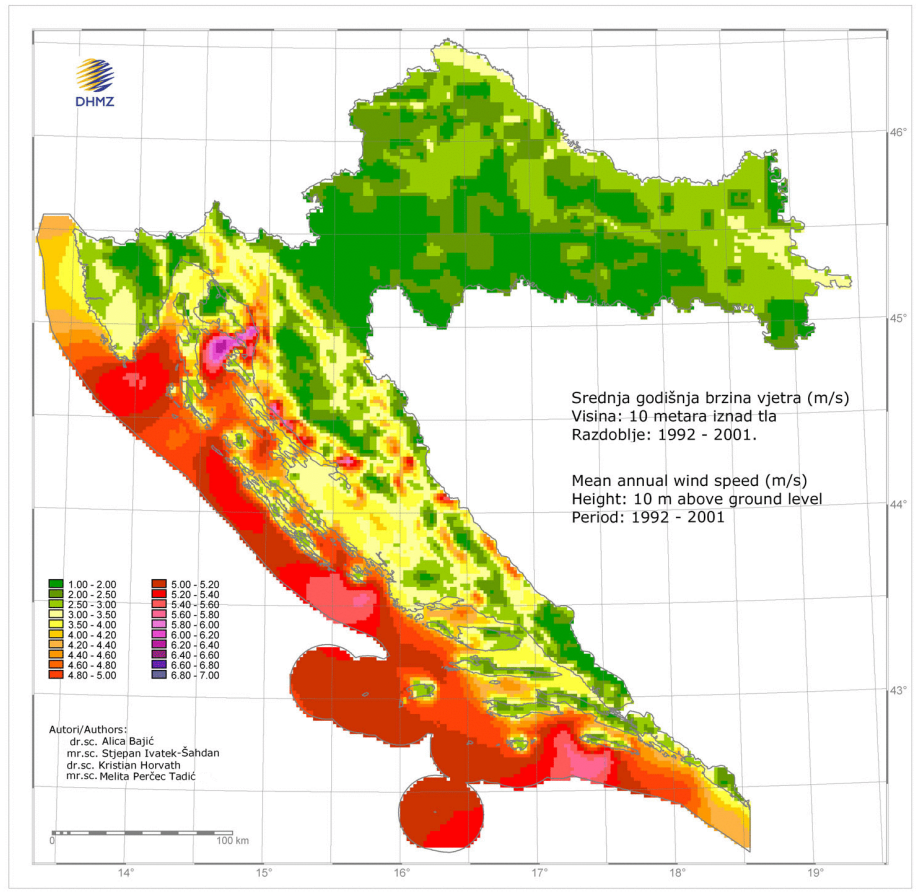 DHMZ
46°
45°
Srednja godišnja brzina vjetra (m/s)
Visina: 10 metara iznad tla
Razdoblje: 1992 - 2001.
Mean annual wind speed (m/s)
Height: 10 m above ground level
Period: 1992 - 2001
44°
1.00 - 2.00
2.00 - 2.50
2.50 - 3.00
3.00 - 3.50
3.50 - 4.00
4.00 - 4.20
4.20 - 4.40
4.40 - 4.60
4.60 - 4.80
4.80 - 5.00
5.00 - 5.20
5.20 - 5.40
5.40 - 5.60
5.60 - 5.80
5.80 - 6.00
6.00 - 6.20
6.20 - 6.40
6.40 - 6.60
6.60 - 6.80
6.80 - 7.00
43°
Autori/Authors:
dr.sc. Alica Bajić
mr.sc. Stjepan Ivatek-Šahdan
dr.sc. Kristian Horvath
mr.sc. Melita Perčec Tadić
0 100 km
14° 15° 16° 17° 18° 19°